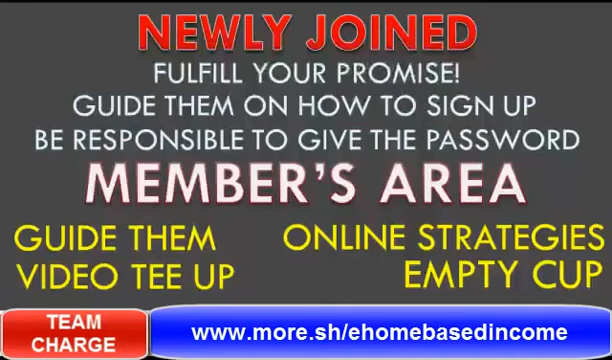 NEWLY JOINED
FULFILL YOUR PROMISE!
GUIDE THEM ON HOW TO SIGN UP
BE RESPONSIBLE TO GIVE THE PASSWORD
MEMBER'S AREA
GUIDE THEM
VIDEO TEE UP
ONLINE STRATEGIES
EMPTY CUP
TEAM
CHARGE
www.more.sh/ehomebasedincome